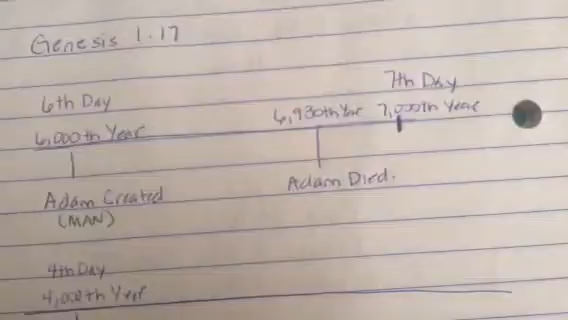 Genesis 1.17
7th Day
6th Day
6,930th Year 7,000th Year
6,000th Year
Adam Died.
Adam Created
(MAN)
4th Day
4,000th Year